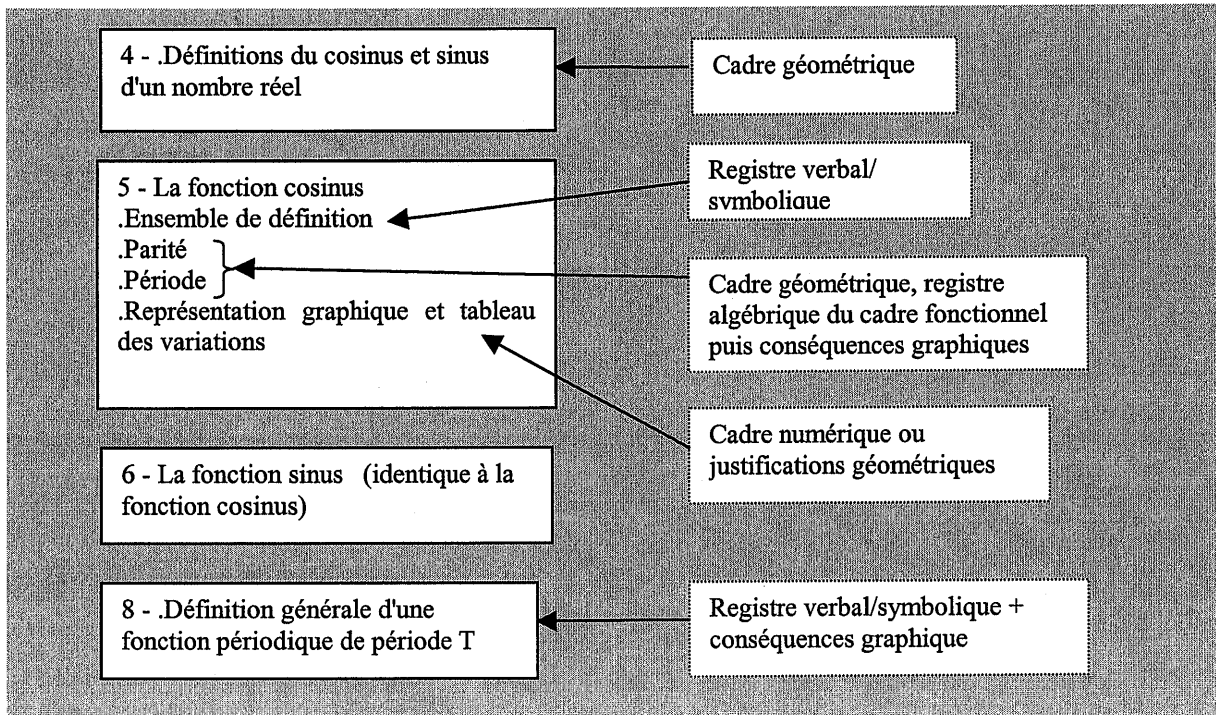 4 - .Définitions du cosinus et sinus
d'un nombre réel
Cadre géométrique
5 - La fonction cosinus
.Ensemble de définition
.Parité
.Période
.Représentation graphique et tableau
des variations
Registre verbal/
symbolique
Cadre géométrique, registre
algébrique du cadre fonctionnel
puis conséquences graphiques
Cadre numérique ou
justifications géométriques
6 - La fonction sinus (identique à la
fonction cosinus)
8 - .Définition générale d'une
fonction périodique de période T
Registre verbal/symbolique +
conséquences graphique